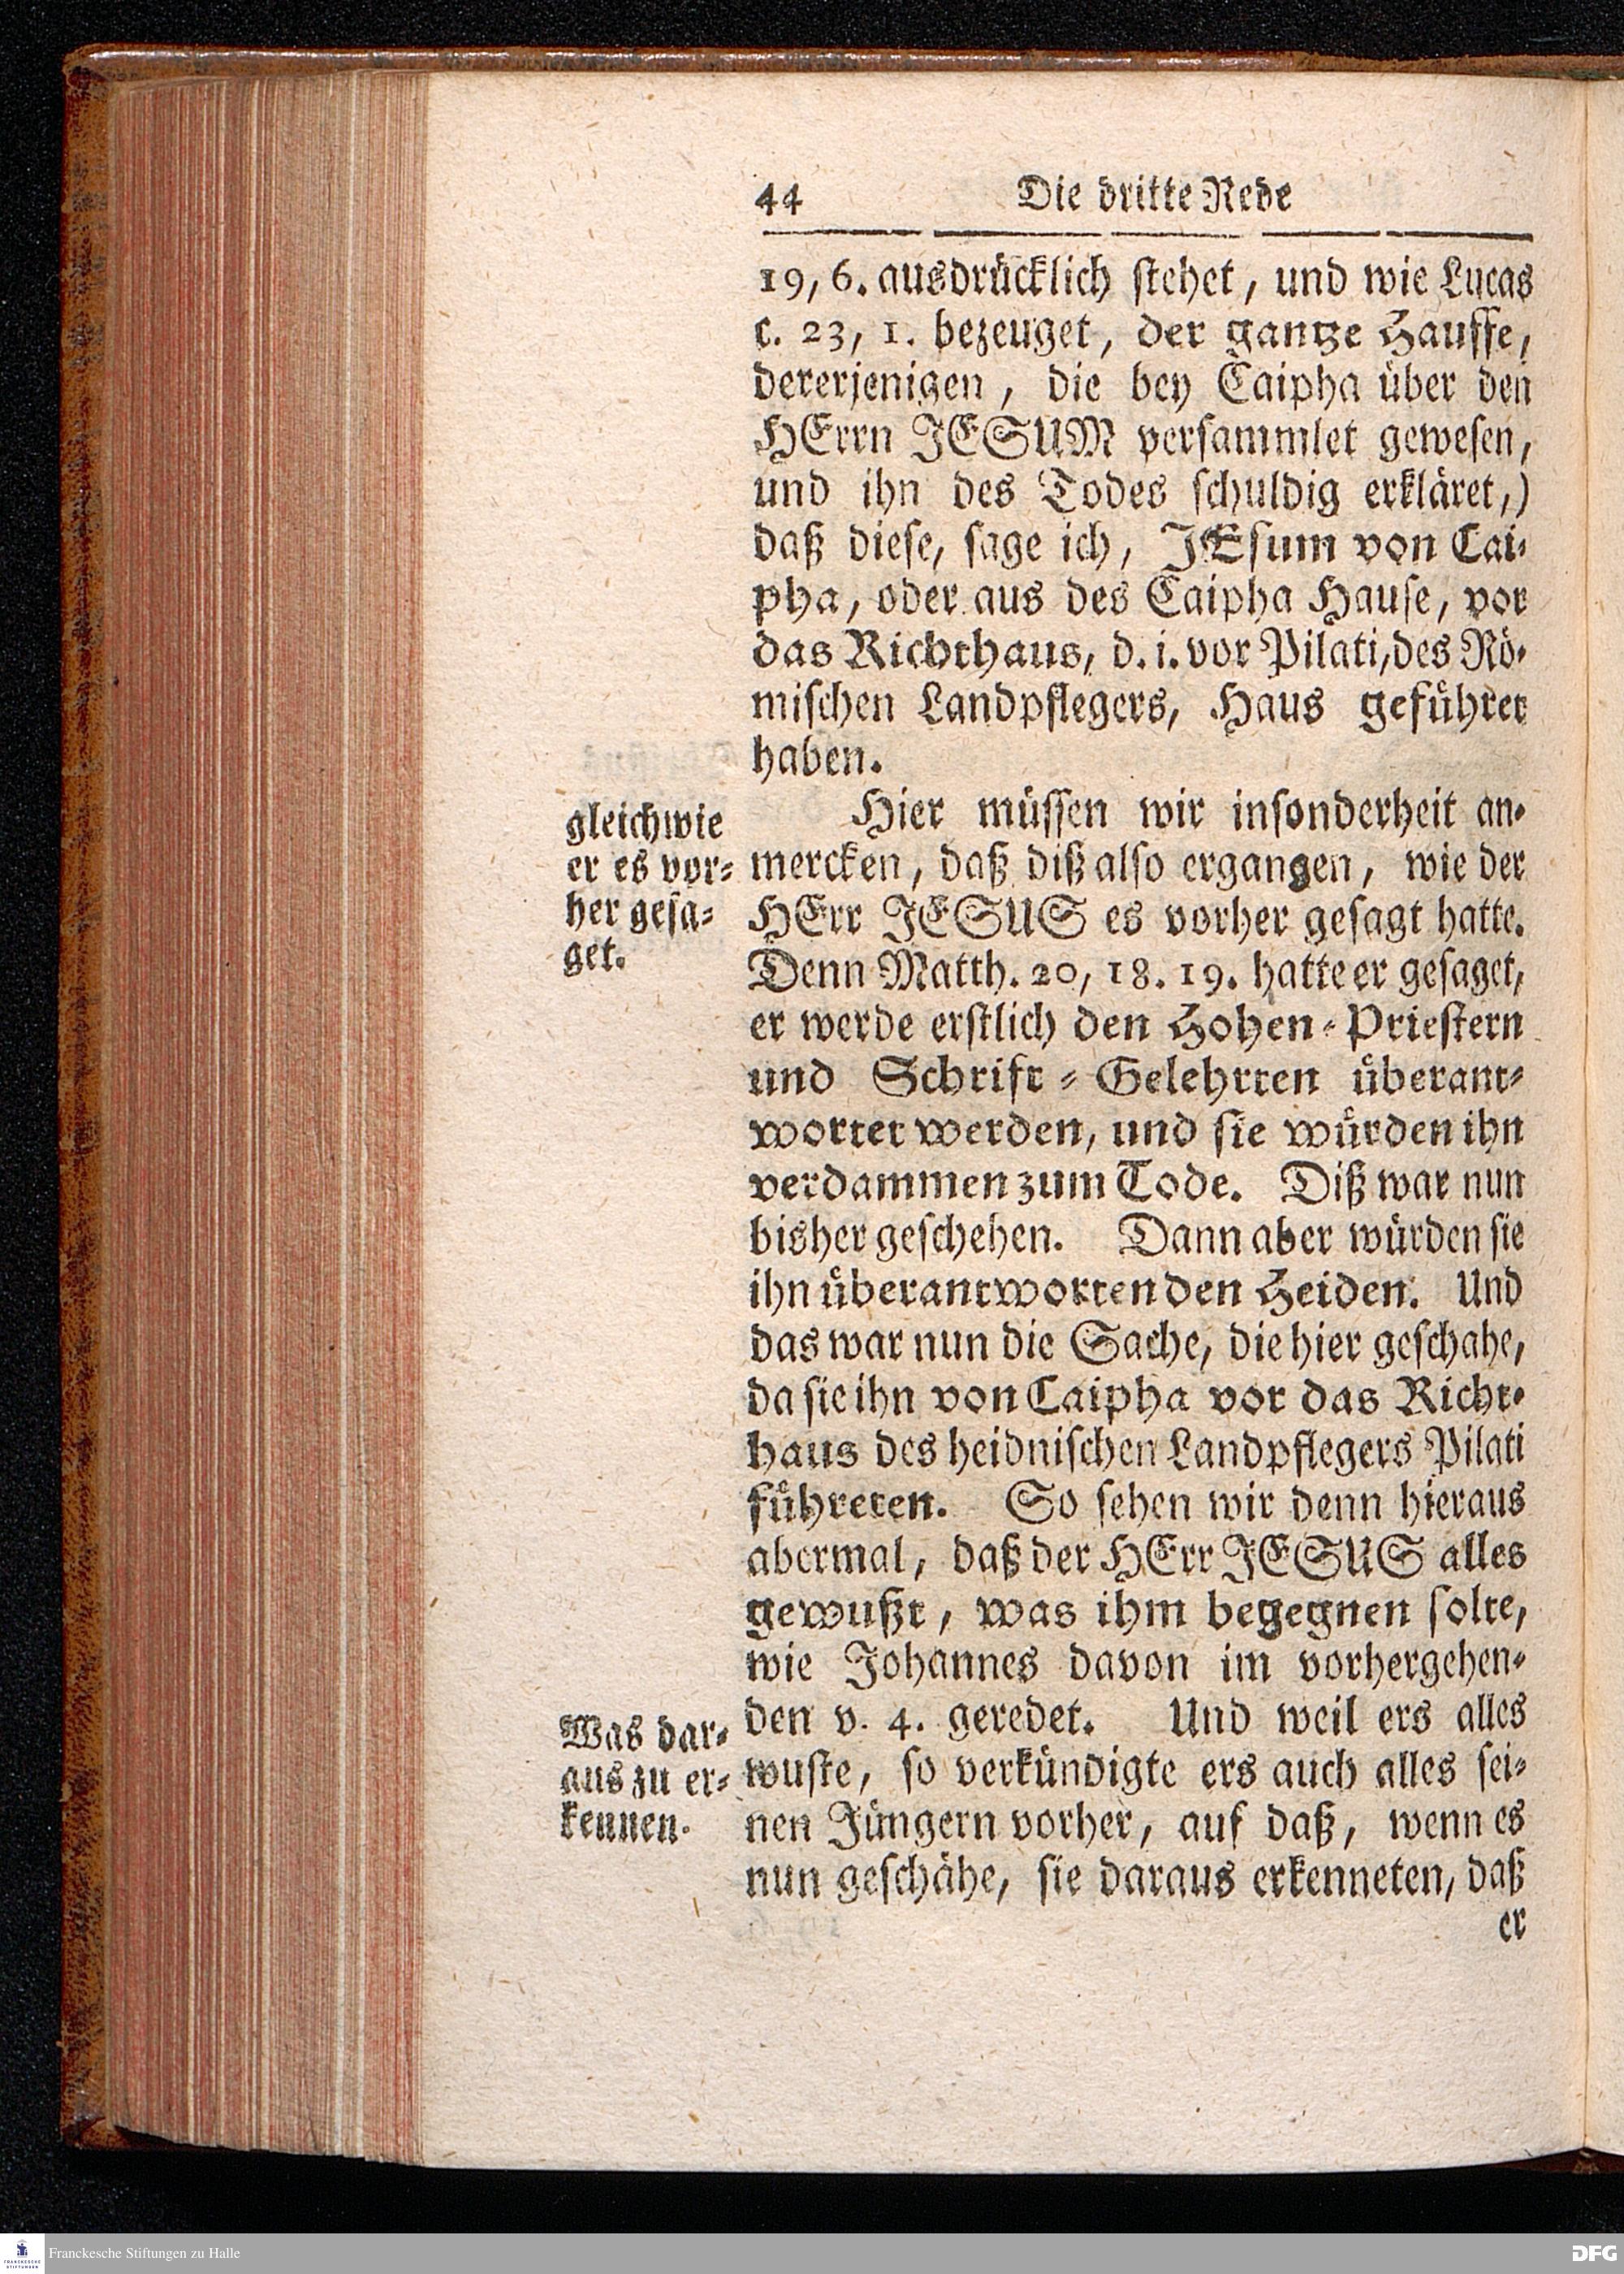 44 Die dritte Rede
19, 6. ausdrücklich stehet, und wie Lucas
c. 23, 1. bezeuget, der gantze Hauffe,
dererjenigen, die bey Caipha über den
HErrn JESUM versammlet gewesen,
und ihn des Todes schuldig erkläret,)
daß diese, sage ich, JEsum von Cai-
pha, oder aus des Caipha Hause, vor
das Richthaus, d. i. vor Pilati, des Rö-
mischen Landpflegers, Haus geführet
haben.
Hier müssen wir insonderheit an-
gleichwie
er es vor-
her gesa-
get.
mercken, daß diß also ergangen, wie der
HErr JESUS es vorher gesagt hatte.
Denn Matth. 20, 18. 19. hatte er gesaget,
er werde erstlich den Hohen-Priestern
und Schrift-Gelehrten überant-
wortet werden, und sie würden ihn
verdammen zum Tode. Diß war nun
bisher geschehen. Dann aber würden sie
ihn überantworten den Heiden. Und
das war nun die Sache, die hier geschahe,
da sie ihn von Caipha vor das Richt-
haus des heidnischen Landpflegers Pilati
führeten. So sehen wir denn hieraus
abermal, daß der HErr JESUS alles
gewußt, was ihm begegnen solte,
wie Johannes davon im vorhergehen-
den v. 4. geredet. Und weil ers alles
Was dar-
aus zu er-
kennen.
wuste, so verkündigte ers auch alles sei-
nen Jüngern vorher, auf daß, wenn es
nun geschähe, sie daraus erkenneten, daß
er
FRANCKESCHE STIFTUNGEN
Franckesche Stiftungen zu Halle
DFG